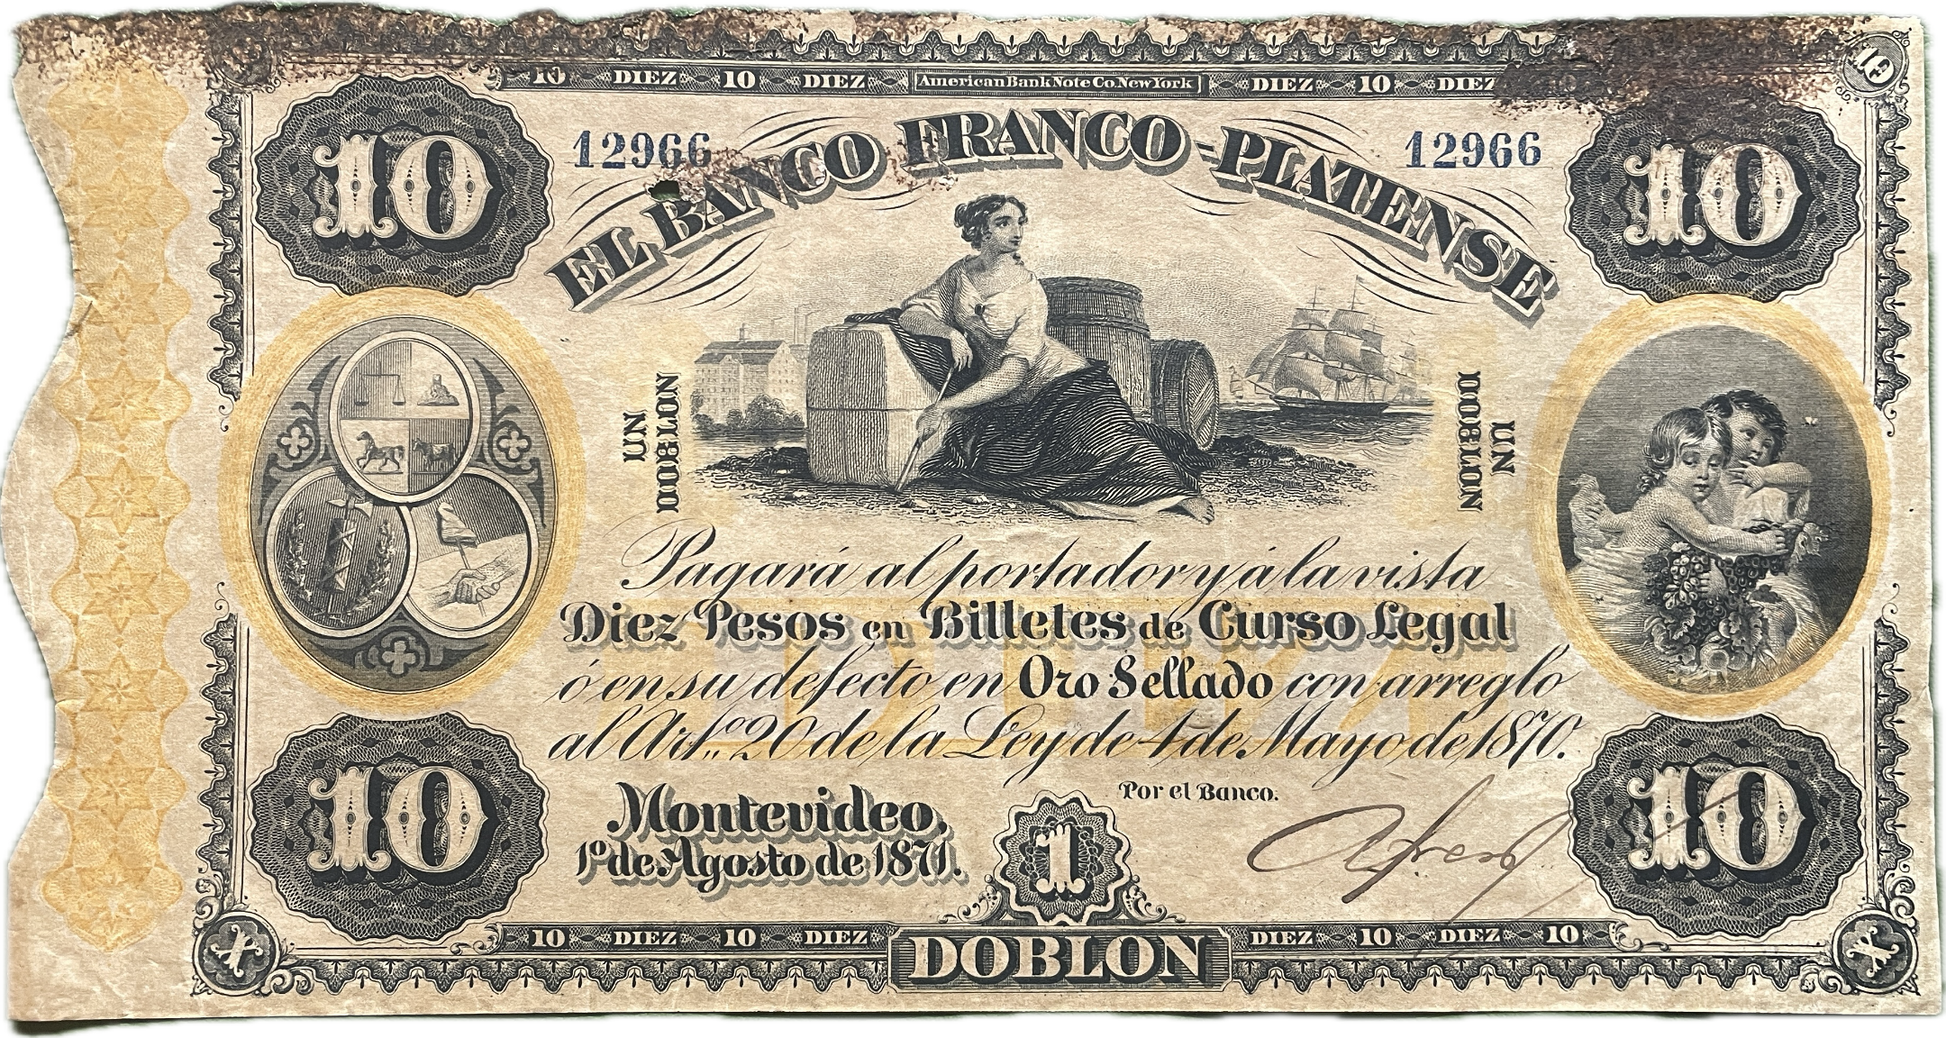 10 DIEZ 10 DIEZ American Bank Note Co. New York DIEZ 10 DIEZ
10
10
10
12966
12966
EL BANCO FRANCO-PLATENSE
UN DOBLON
UN DOBLON
Pagará al portador y á la vista
Diez Pesos en Billetes de Curso Legal
ó en su defecto en Oro Sellado con arreglo
al Arto. 20 de la Ley de 4 de Mayo de 1870.
Montevideo,
1o de Agosto de 1871.
Por el Banco.
10
1
10
X
10 DIEZ 10 DIEZ DOBLON DIEZ 10 DIEZ 10
X
DIEZ